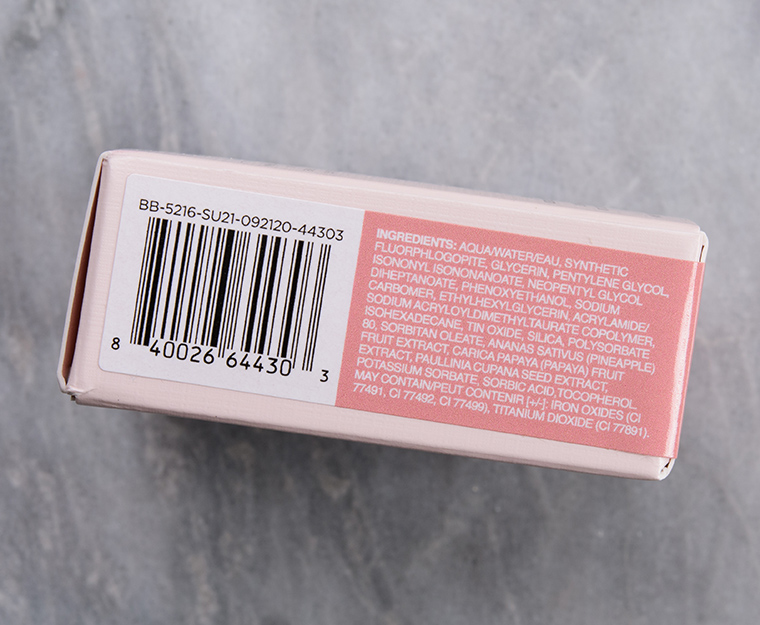 BB-5216-SU21-092120-44303
8 40026 64430 3
INGREDIENTS: AQUA/WATER/EAU, SYNTHETIC
FLUORPHLOGOPITE, GLYCERIN, PENTYLENE GLYCOL,
ISONONYL ISONONANOATE, NEOPENTYL GLYCOL
DIHEPTANOATE, PHENOXYETHANOL, SODIUM
CARBOMER, ETHYLHEXYLGLYCERIN, ACRYLAMIDE/
SODIUM ACRYLOYLDIMETHYLTAURATE COPOLYMER,
ISOHEXADECANE, TIN OXIDE, SILICA, POLYSORBATE
80, SORBITAN OLEATE, ANANAS SATIVUS (PINEAPPLE)
FRUIT EXTRACT, CARICA PAPAYA (PAPAYA) FRUIT
EXTRACT, PAULLINIA CUPANA SEED EXTRACT,
POTASSIUM SORBATE, SORBIC ACID,TOCOPHEROL.
MAY CONTAIN/PEUT CONTENIR [+/-]: IRON OXIDES (CI
77491, CI 77492, CI 77499), TITANIUM DIOXIDE (CI 77891).